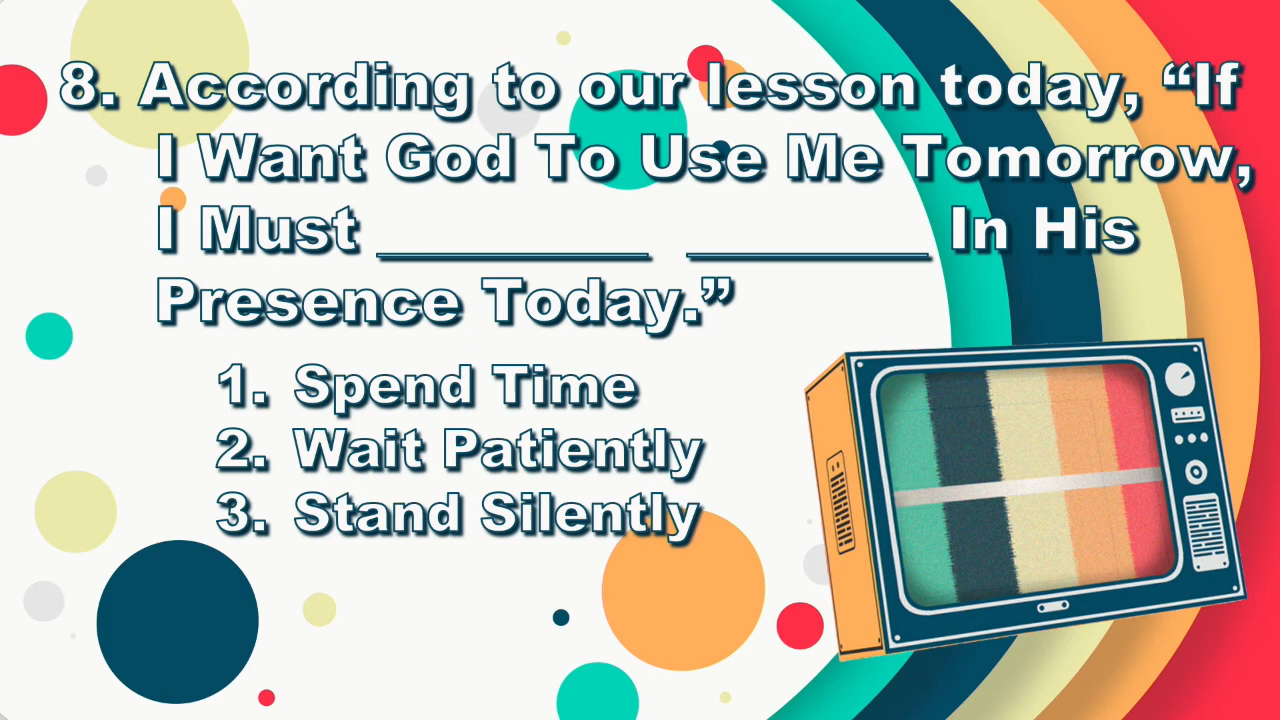 8. According to our lesson today, “If
I Want God To Use Me Tomorrow,
I Must _________ ________ In His
Presence Today.”
1. Spend Time
2. Wait Patiently
3. Stand Silently